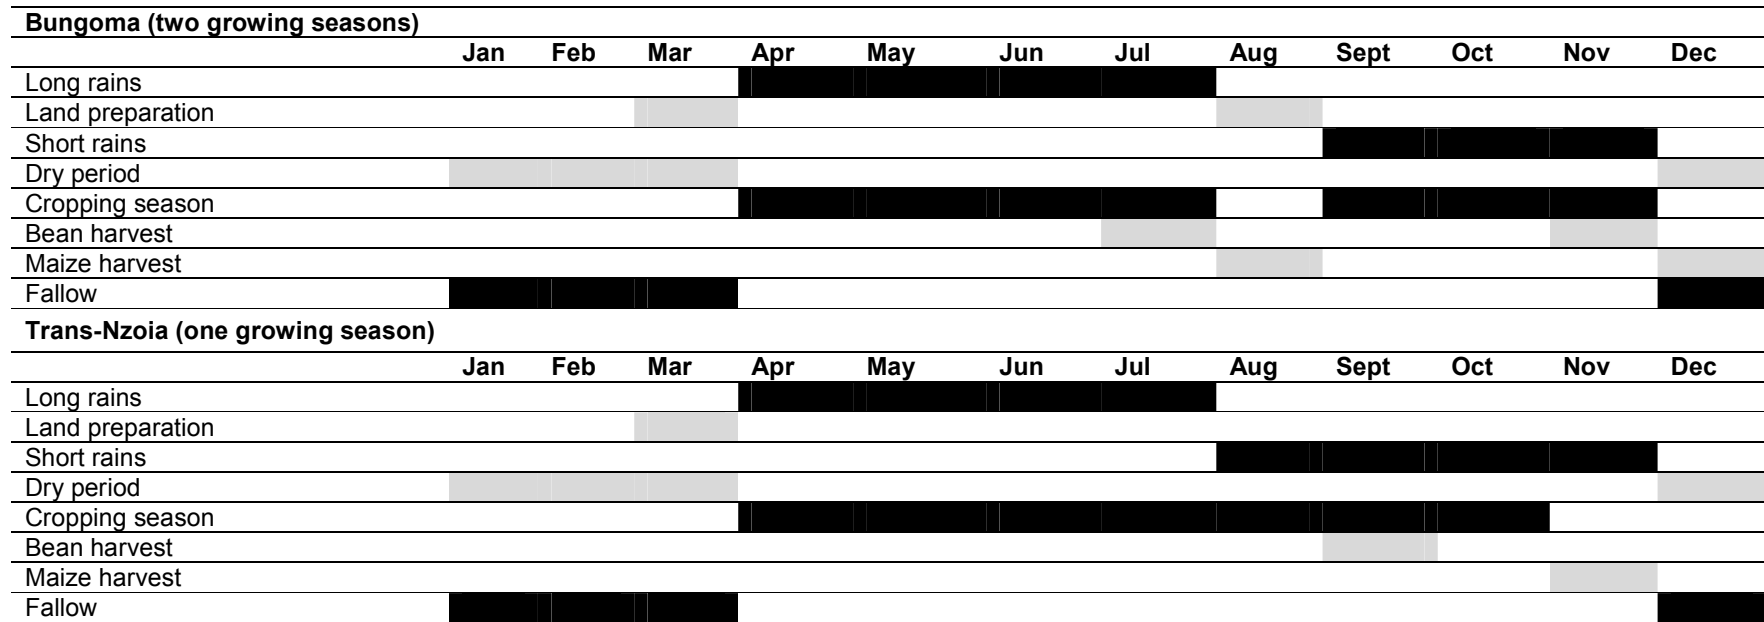 Bungoma (two growing seasons)
Jan Feb Mar Apr May Jun Jul Aug Sept Oct Nov Dec
Long rains
Land preparation
Short rains
Dry period
Cropping season
Bean harvest
Maize harvest
Fallow
Trans-Nzoia (one growing season)
Jan Feb Mar Apr May Jun Jul Aug Sept Oct Nov Dec
Long rains
Land preparation
Short rains
Dry period
Cropping season
Bean harvest
Maize harvest
Fallow